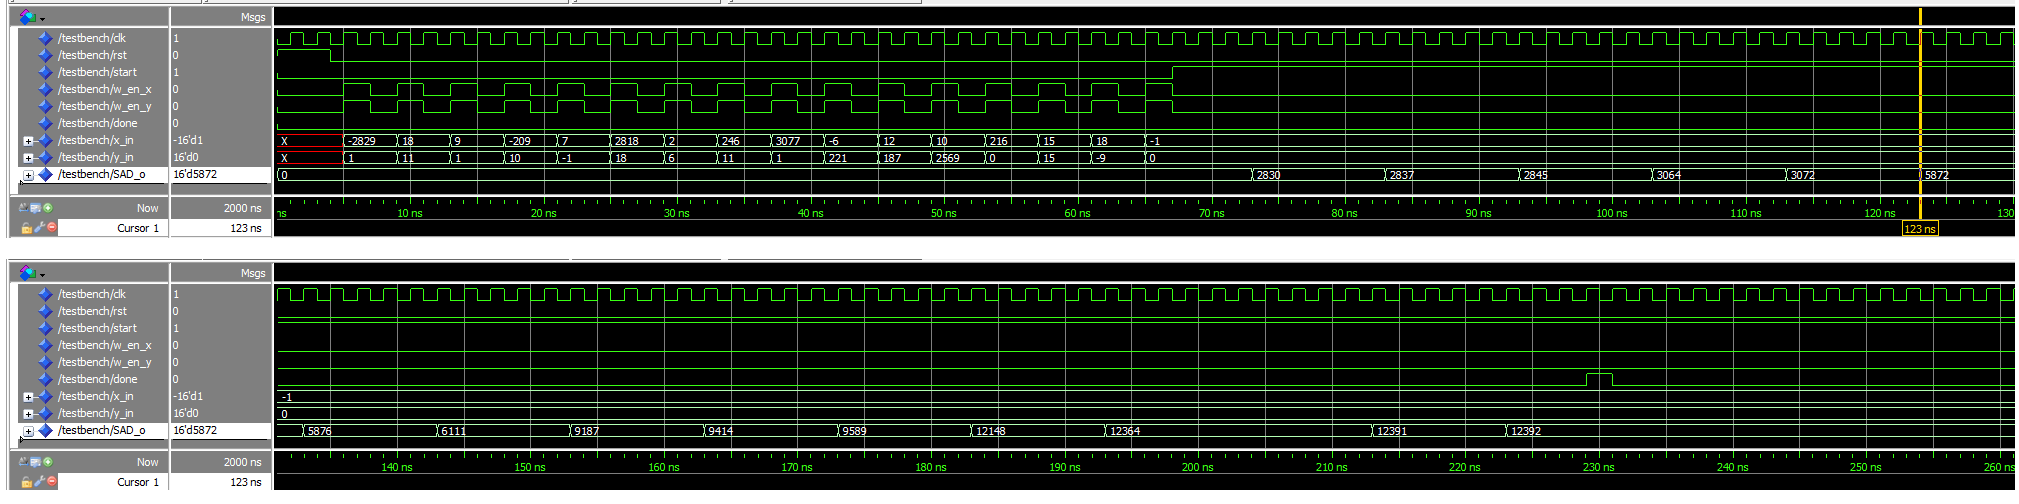 Msgs
/testbench/clk 1
/testbench/rst 0
/testbench/start 1
/testbench/w_en_x 0
/testbench/w_en_y 0
/testbench/done 0
/testbench/x_in -16'd1 X -2829 18 9 -209 7 2818 2 246 3077 -6 12 10 216 15 18 -1
/testbench/y_in 16'd0 X 1 11 1 10 -1 18 6 11 1 221 187 2569 0 15 -9 0
/testbench/SAD_o 16'd5872 0 2830 2837 2845 3064 3072 5872
Now 2000 ns ns 10 ns 20 ns 30 ns 40 ns 50 ns 60 ns 70 ns 80 ns 90 ns 100 ns 110 ns 120 ns 130
Cursor 1 123 ns 123 ns
Msgs
/testbench/clk 1
/testbench/rst 0
/testbench/start 1
/testbench/w_en_x 0
/testbench/w_en_y 0
/testbench/done 0
/testbench/x_in -16'd1 -1
/testbench/y_in 16'd0 0
/testbench/SAD_o 16'd5872 5876 6111 9187 9414 9589 12148 12364 12391 12392
Now 2000 ns 140 ns 150 ns 160 ns 170 ns 180 ns 190 ns 200 ns 210 ns 220 ns 230 ns 240 ns 250 ns 260 ns
Cursor 1 123 ns